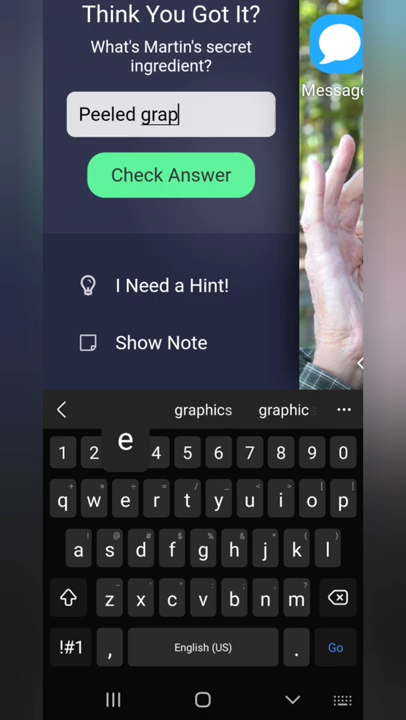 Think You Got It?
What's Martin's secret
ingredient?
Peeled grap
Check Answer
Message
I Need a Hint!
Show Note
graphics graphic
e
1 2 4 5 6 7 8 9 0
q w e r t y u i o p
a s d f g h j k l
z x c v b n m
!#1 , English (US) . Go